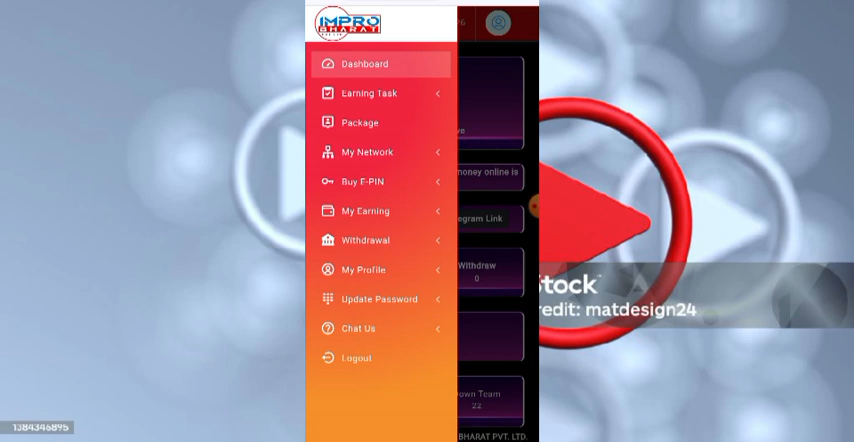 IMPRO
BHARAT
Dashboard
Earning Task
Package
My Network
Buy E-PIN
My Earning
Withdrawal
My Profile
Update Password
Chat Us
Logout
money online is
egram Link
Withdraw
0
own Team
22
BHARAT PVT. LTD.
Stock
redit: matdesign24
1384346895